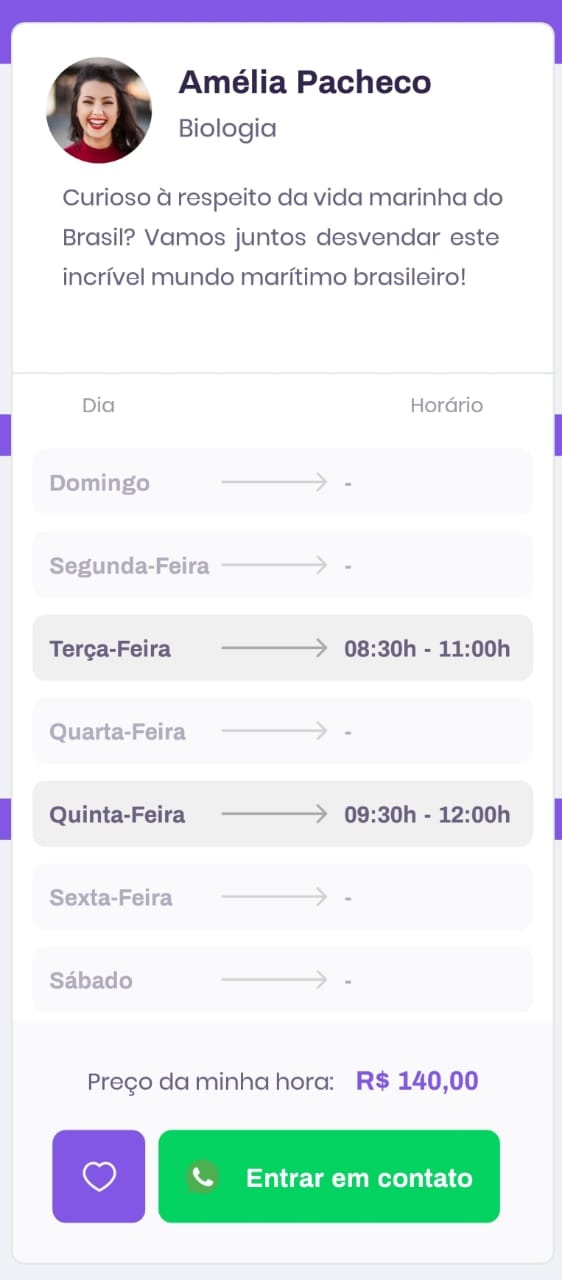 Amélia Pacheco
Biologia
Curioso à respeito da vida marinha do
Brasil? Vamos juntos desvendar este
incrível mundo marítimo brasileiro!
Dia Horário
Domingo -
Segunda-Feira -
Terça-Feira 08:30h - 11:00h
Quarta-Feira -
Quinta-Feira 09:30h - 12:00h
Sexta-Feira -
Sábado -
Preço da minha hora: R$ 140,00
Entrar em contato